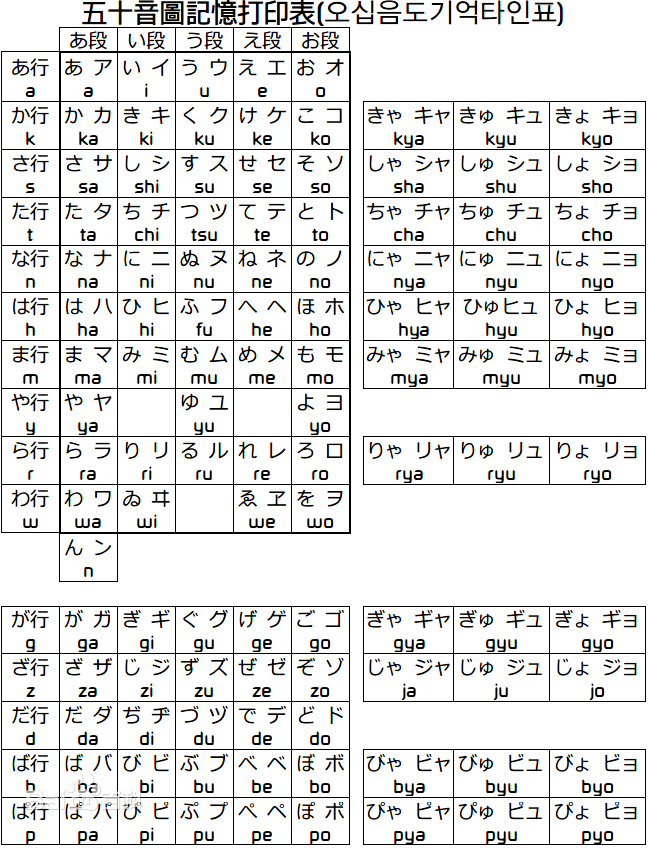 五十音圖記憶打印表(오십음도기억타인표)
あ段 い段 う段 え段 お段
あ行 あ ア い イ う ウ え エ お オ
a a i u e o
か行 か カ き キ く ク け ケ こ コ きゃ キャ きゅ キュ きょ キョ
k ka ki ku ke ko kya kyu kyo
さ行 さ サ し シ す ス せ セ そ ソ しゃ シャ しゅ シュ しょ ショ
s sa shi su se so sha shu sho
た行 た タ ち チ つ ツ て テ と ト ちゃ チャ ちゅ チュ ちょ チョ
t ta chi tsu te to cha chu cho
な行 な ナ に ニ ぬ ヌ ね ネ の ノ にゃ ニャ にゅ ニュ にょ ニョ
n na ni nu ne no nya nyu nyo
は行 は ハ ひ ヒ ふ フ へ ヘ ほ ホ ひゃ ヒャ ひゅヒュ ひょ ヒョ
h ha hi fu he ho hya hyu hyo
ま行 ま マ み ミ む ム め メ も モ みゃ ミャ みゅ ミュ みょ ミョ
m ma mi mu me mo mya myu myo
や行 や ヤ ゆ ユ よ ヨ
y ya yu yo
ら行 ら ラ り リ る ル れ レ ろ ロ りゃ リャ りゅ リュ りょ リョ
r ra ri ru re ro rya ryu ryo
わ行 わ ワ ゐ ヰ ゑ ヱ を ヲ
w wa wi we wo
ん ン
n
が行 が ガ ぎ ギ ぐ グ げ ゲ ご ゴ ぎゃ ギャ ぎゅ ギュ ぎょ ギョ
g ga gi gu ge go gya gyu gyo
ざ行 ざ ザ じ ジ ず ズ ぜ ゼ ぞ ゾ じゃ ジャ じゅ ジュ じょ ジョ
z za zi zu ze zo ja ju jo
だ行 だ ダ ぢ ヂ づ ヅ で デ ど ド
d da di du de do
ば行 ば バ び ビ ぶ ブ べ ベ ぼ ボ びゃ ビャ びゅ ビュ びょ ビョ
b ba bi bu be bo bya byu byo
ぱ行 ぱ パ ぴ ピ ぷ プ ぺ ペ ぽ ポ ぴゃ ピャ ぴゅ ピュ ぴょ ピョ
p pa pi pu pe po pya pyu pyo